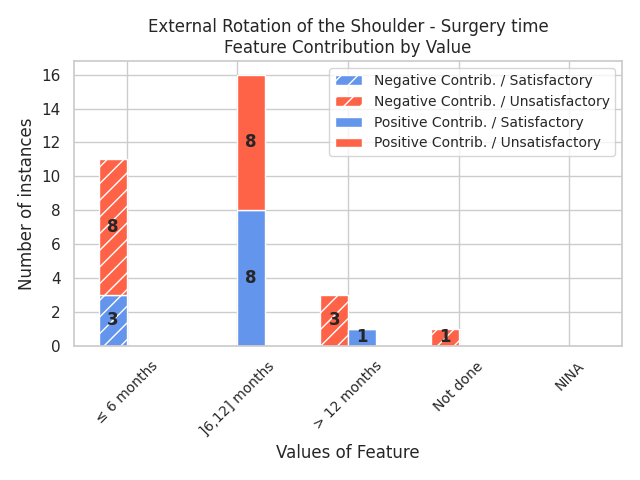 External Rotation of the Shoulder - Surgery time
Feature Contribution by Value
Number of instances
16
14
12
10
8
6
4
2
0
Negative Contrib. / Satisfactory
Negative Contrib. / Unsatisfactory
Positive Contrib. / Satisfactory
Positive Contrib. / Unsatisfactory
8
3
8
8
3
1
1
≤ 6 months
]6,12] months
> 12 months
Not done
NINA
Values of Feature